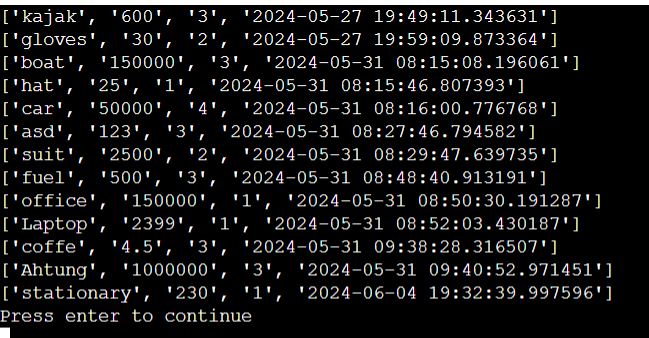 ['kajak', '600', '3', '2024-05-27 19:49:11.343631']
['gloves', '30', '2', '2024-05-27 19:59:09.873364']
['boat', '150000', '3', '2024-05-31 08:15:08.196061']
['hat', '25', '1', '2024-05-31 08:15:46.807393']
['car', '50000', '4', '2024-05-31 08:16:00.776768']
['asd', '123', '3', '2024-05-31 08:27:46.794582']
['suit', '2500', '2', '2024-05-31 08:29:47.639735']
['fuel', '500', '3', '2024-05-31 08:48:40.913191']
['office', '150000', '1', '2024-05-31 08:50:30.191287']
['Laptop', '2399', '1', '2024-05-31 08:52:03.430187']
['coffe', '4.5', '3', '2024-05-31 09:38:28.316507']
['Ahtung', '1000000', '3', '2024-05-31 09:40:52.971451']
['stationary', '230', '1', '2024-06-04 19:32:39.997596']
Press enter to continue